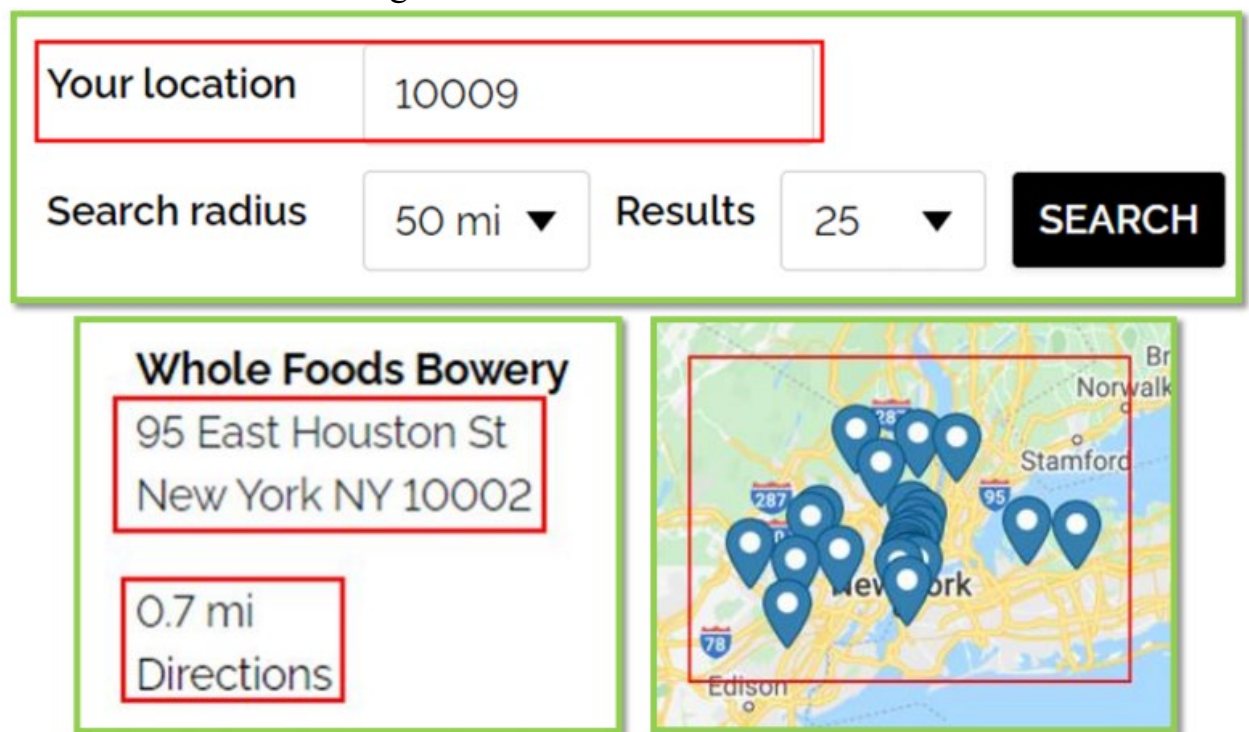 Your location 10009
Search radius 50 mi Results 25 SEARCH
Whole Foods Bowery
95 East Houston St
New York NY 10002
0.7 mi
Directions
Norwalk
287
Stamford
287
95
New York
78
Edison